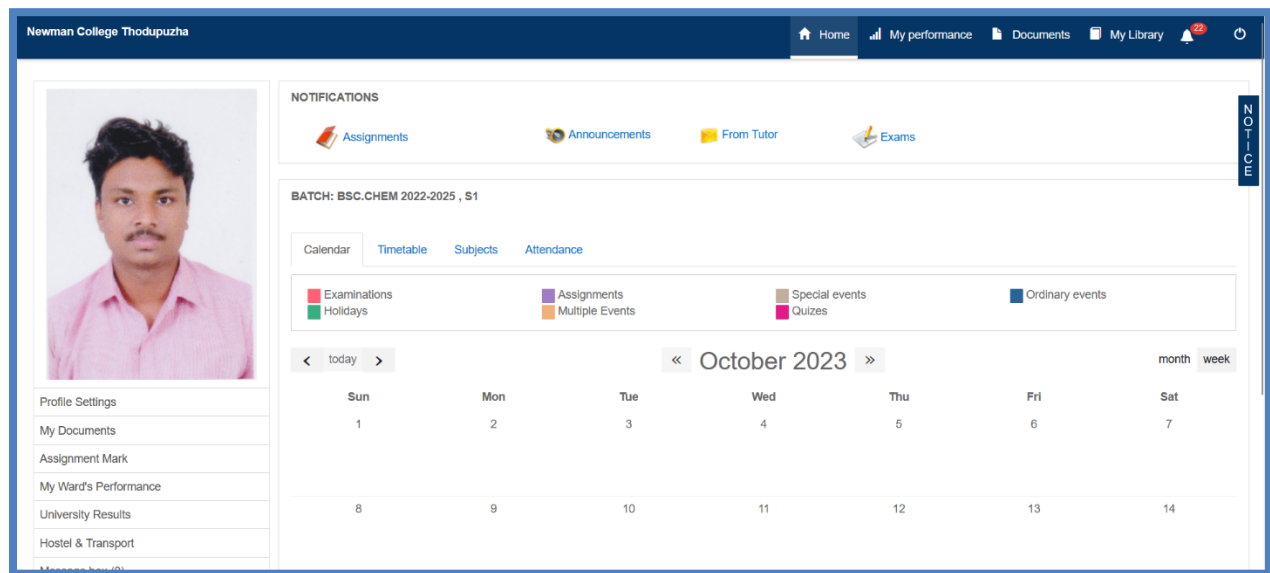 Newman College Thodupuzha
Home My performance Documents My Library 22
NOTICE
NOTIFICATIONS
Assignments Announcements From Tutor Exams
BATCH: BSC.CHEM 2022-2025 , S1
Calendar Timetable Subjects Attendance
Examinations Assignments Special events Ordinary events
Holidays Multiple Events Quizes
today « October 2023 » month week
Sun Mon Tue Wed Thu Fri Sat
1 2 3 4 5 6 7
8 9 10 11 12 13 14
Profile Settings
My Documents
Assignment Mark
My Ward's Performance
University Results
Hostel & Transport